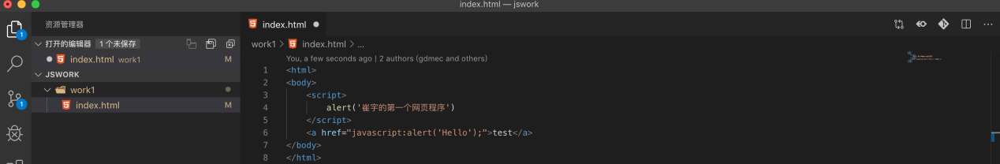 index.html — jswork
资源管理器
打开的编辑器 1 个未保存
index.html work1 M
JSWORK
work1
index.html M
1
1
index.html
work1 > index.html > ...
You, a few seconds ago | 2 authors (gdmec and others)
1 <html>
2 <body>
3 <script>
4 alert('崔宇的第一个网页程序')
5 </script>
6 <a href="javascript:alert('Hello');">test</a>
7 </body>
8 </html>